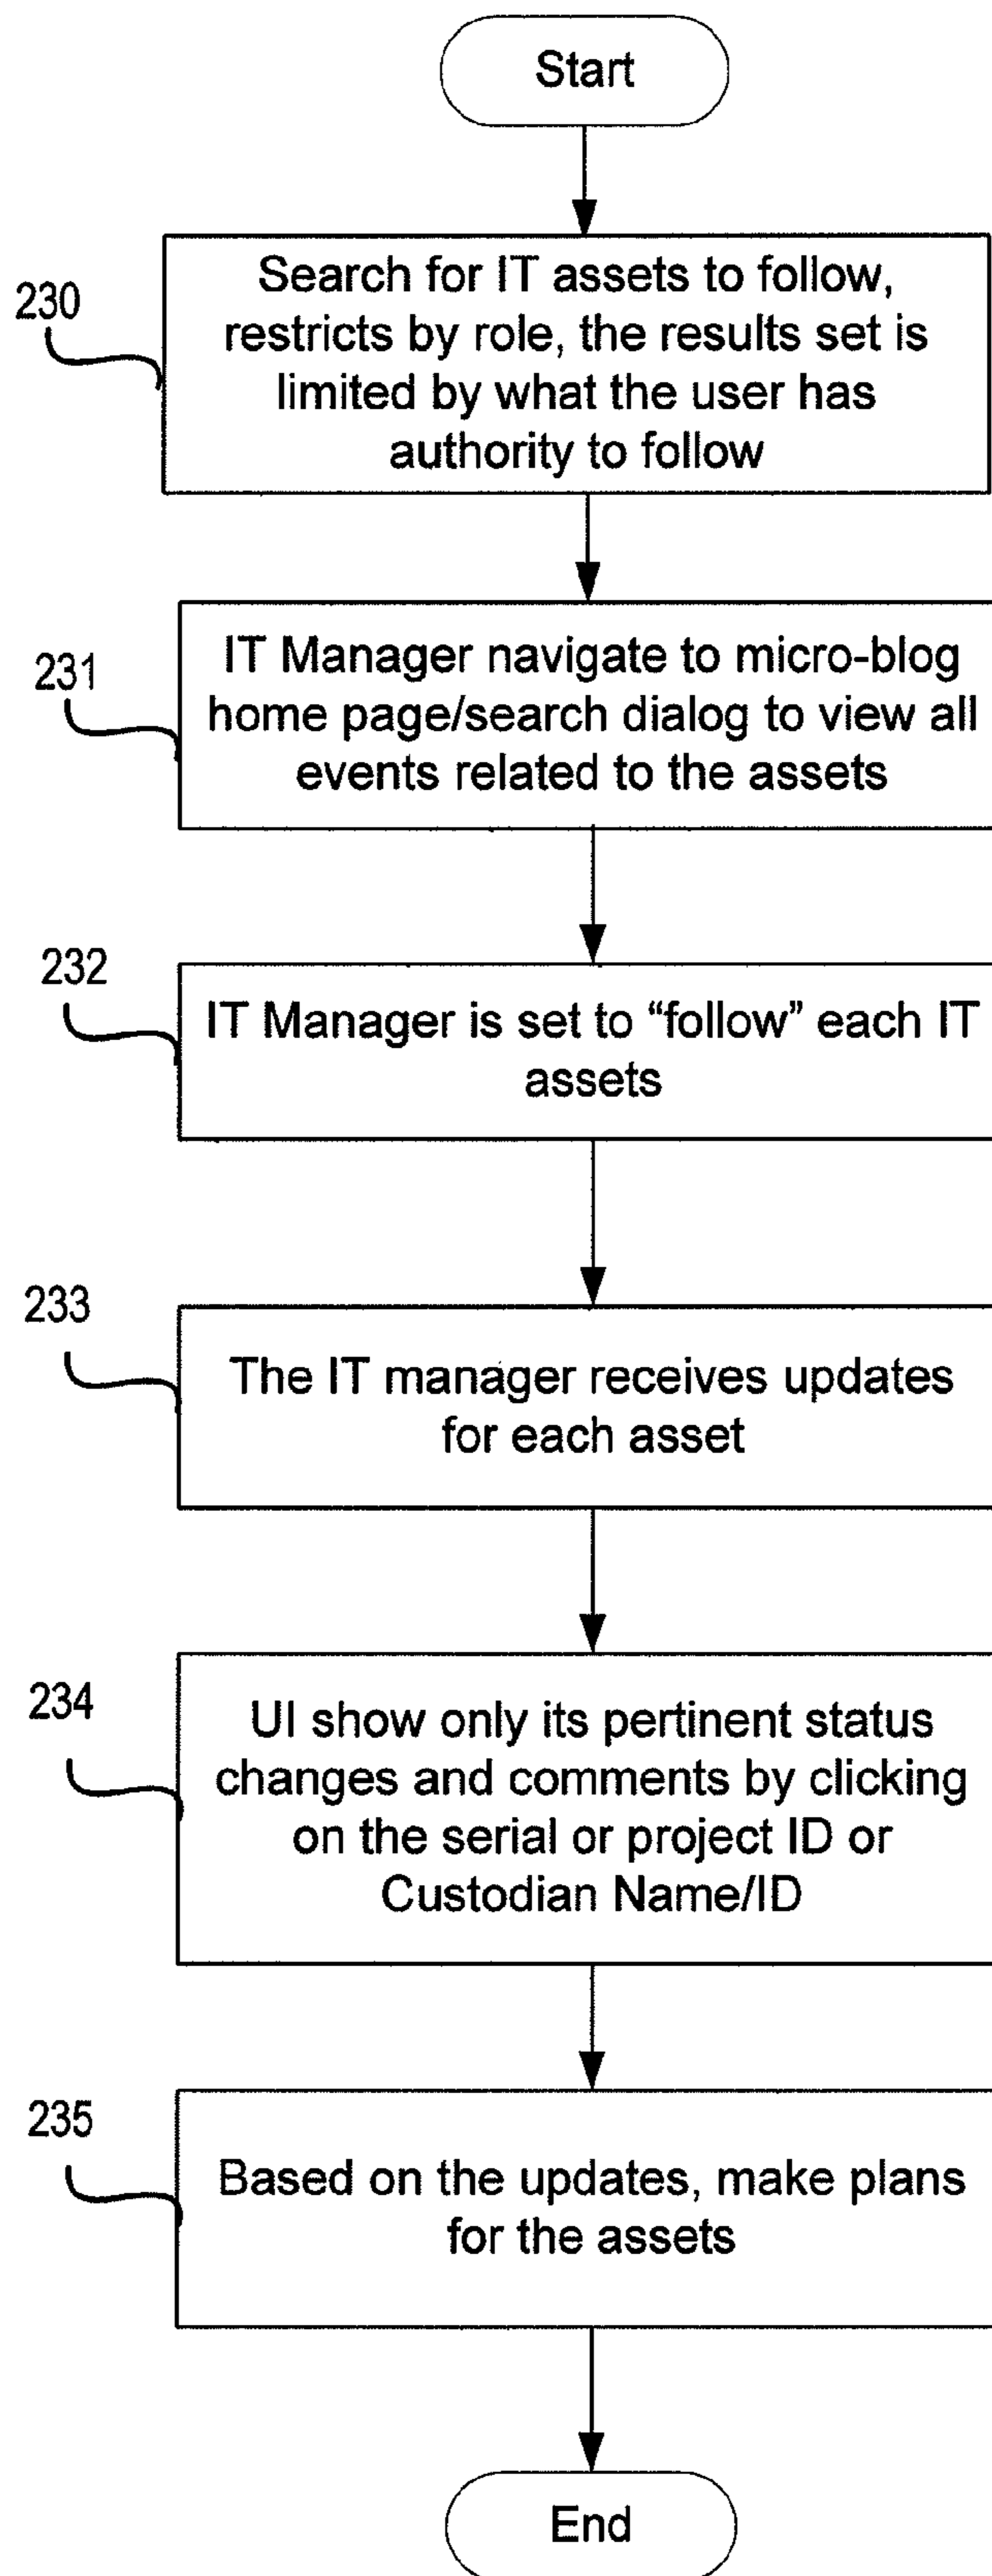 Start
230
Search for IT assets to follow,
restricts by role, the results set is
limited by what the user has
authority to follow
231
IT Manager navigate to micro-blog
home page/search dialog to view all
events related to the assets
232
IT Manager is set to “follow” each IT
assets
233
The IT manager receives updates
for each asset
234
UI show only its pertinent status
changes and comments by clicking
on the serial or project ID or
Custodian Name/ID
235
Based on the updates, make plans
for the assets
End